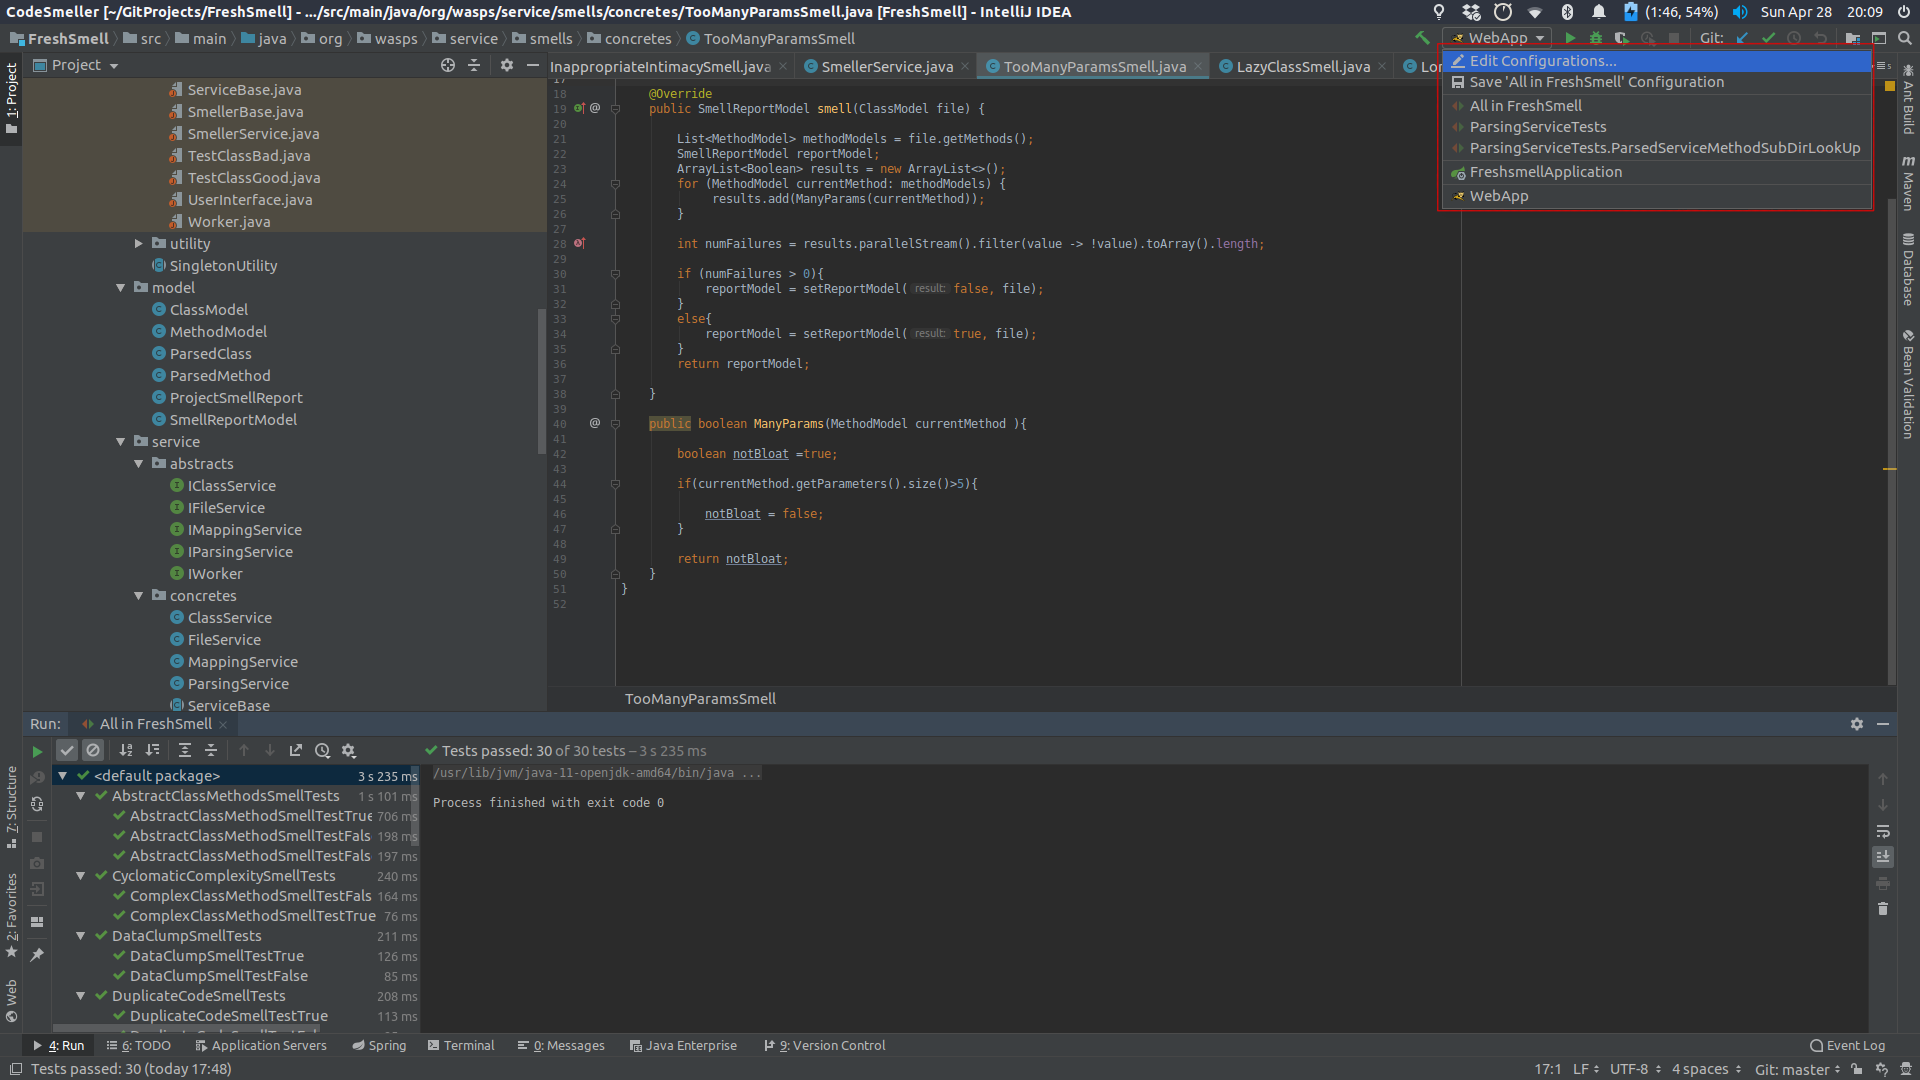 CodeSmeller [~/GitProjects/FreshSmell] - .../src/main/java/org/wasps/service/smells/concretes/TooManyParamsSmell.java [FreshSmell] - IntelliJ IDEA
(1:46, 54%) Sun Apr 28 20:09
FreshSmell src main java org wasps service smells concretes TooManyParamsSmell
WebApp Git:
Edit Configurations...
Save 'All in FreshSmell' Configuration
All in FreshSmell
ParsingServiceTests
ParsingServiceTests.ParsedServiceMethodSubDirLookUp
FreshsmellApplication
WebApp
1: Project
Project
ServiceBase.java
SmellerBase.java
SmellerService.java
TestClassBad.java
TestClassGood.java
UserInterface.java
Worker.java
utility
SingletonUtility
model
ClassModel
MethodModel
ParsedClass
ParsedMethod
ProjectSmellReport
SmellReportModel
service
abstracts
IClassService
IFileService
IMappingService
IParsingService
IWorker
concretes
ClassService
FileService
MappingService
ParsingService
ServiceBase
InappropriateIntimacySmell.java SmellerService.java TooManyParamsSmell.java LazyClassSmell.java Lon
17
18 @Override
19 @ public SmellReportModel smell(ClassModel file) {
20
21 List<MethodModel> methodModels = file.getMethods();
22 SmellReportModel reportModel;
23 ArrayList<Boolean> results = new ArrayList<>();
24 for (MethodModel currentMethod: methodModels) {
25 results.add(ManyParams(currentMethod));
26 }
27
28 int numFailures = results.parallelStream().filter(value -> !value).toArray().length;
29
30 if (numFailures > 0){
31 reportModel = setReportModel( result: false, file);
32 }
33 else{
34 reportModel = setReportModel( result: true, file);
35 }
36 return reportModel;
37
38 }
39
40 @ public boolean ManyParams(MethodModel currentMethod ){
41
42 boolean notBloat =true;
43
44 if(currentMethod.getParameters().size()>5){
45
46 notBloat = false;
47 }
48
49 return notBloat;
50 }
51 }
52
TooManyParamsSmell
Ant Build
Maven
Database
Bean Validation
Run: All in FreshSmell
Tests passed: 30 of 30 tests – 3 s 235 ms
<default package> 3 s 235 ms
AbstractClassMethodsSmellTests 1 s 101 ms
AbstractClassMethodSmellTestTrue 706 ms
AbstractClassMethodSmellTestFals 198 ms
AbstractClassMethodSmellTestFals 197 ms
CyclomaticComplexitySmellTests 240 ms
ComplexClassMethodSmellTestFals 164 ms
ComplexClassMethodSmellTestTrue 76 ms
DataClumpSmellTests 211 ms
DataClumpSmellTestTrue 126 ms
DataClumpSmellTestFalse 85 ms
DuplicateCodeSmellTests 208 ms
DuplicateCodeSmellTestTrue 113 ms
/usr/lib/jvm/java-11-openjdk-amd64/bin/java ...
Process finished with exit code 0
7: Structure
2: Favorites
Web
4: Run 6: TODO Application Servers Spring Terminal 0: Messages Java Enterprise 9: Version Control Event Log
Tests passed: 30 (today 17:48) 17:1 LF UTF-8 4 spaces Git: master